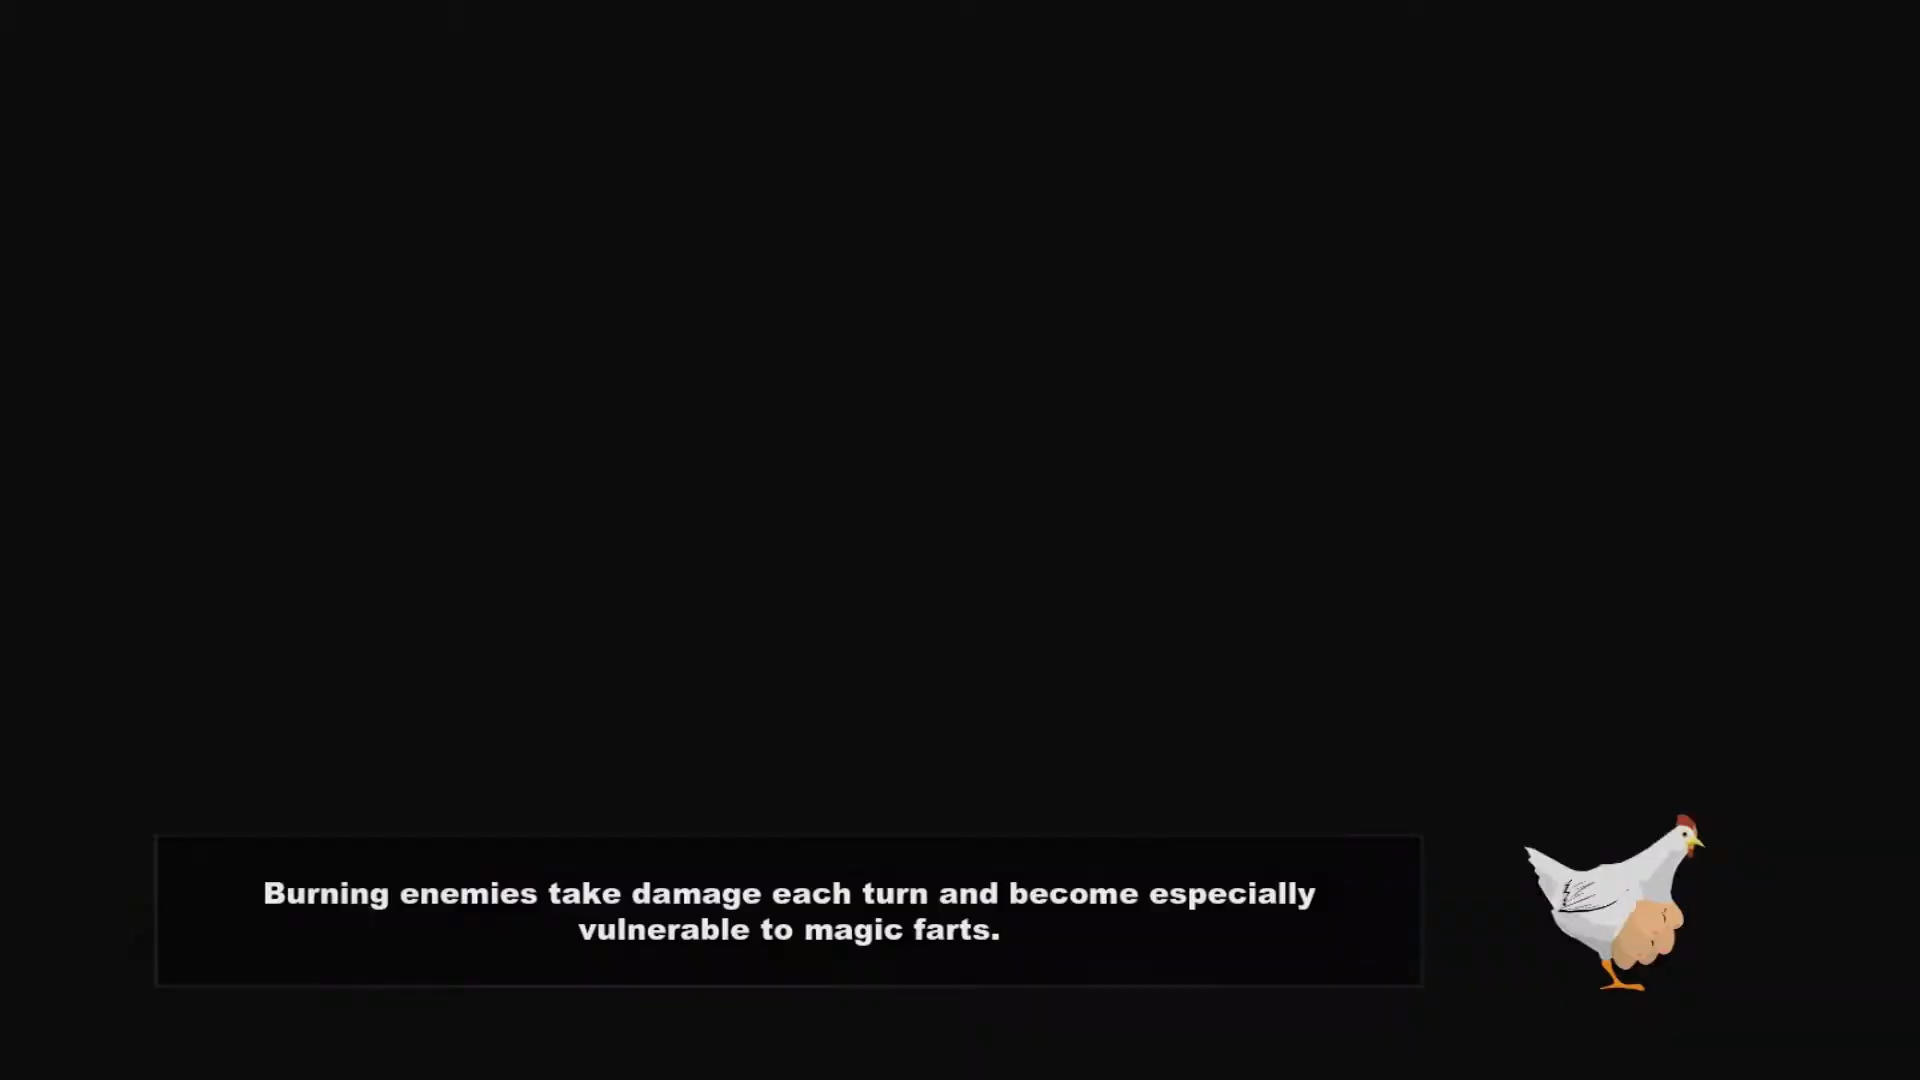 Burning enemies take damage each turn and become especially
vulnerable to magic farts.